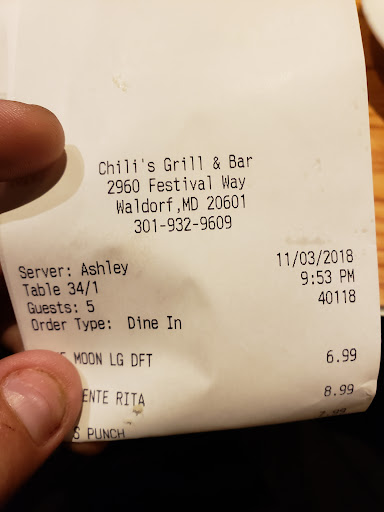 Chili's Grill & Bar
2960 Festival Way
Waldorf,MD 20601
301-932-9609
Server: Ashley 11/03/2018
Table 34/1 9:53 PM
Guests: 5 40118
Order Type: Dine In
MOON LG DFT 6.99
ENTE RITA 8.99
PUNCH